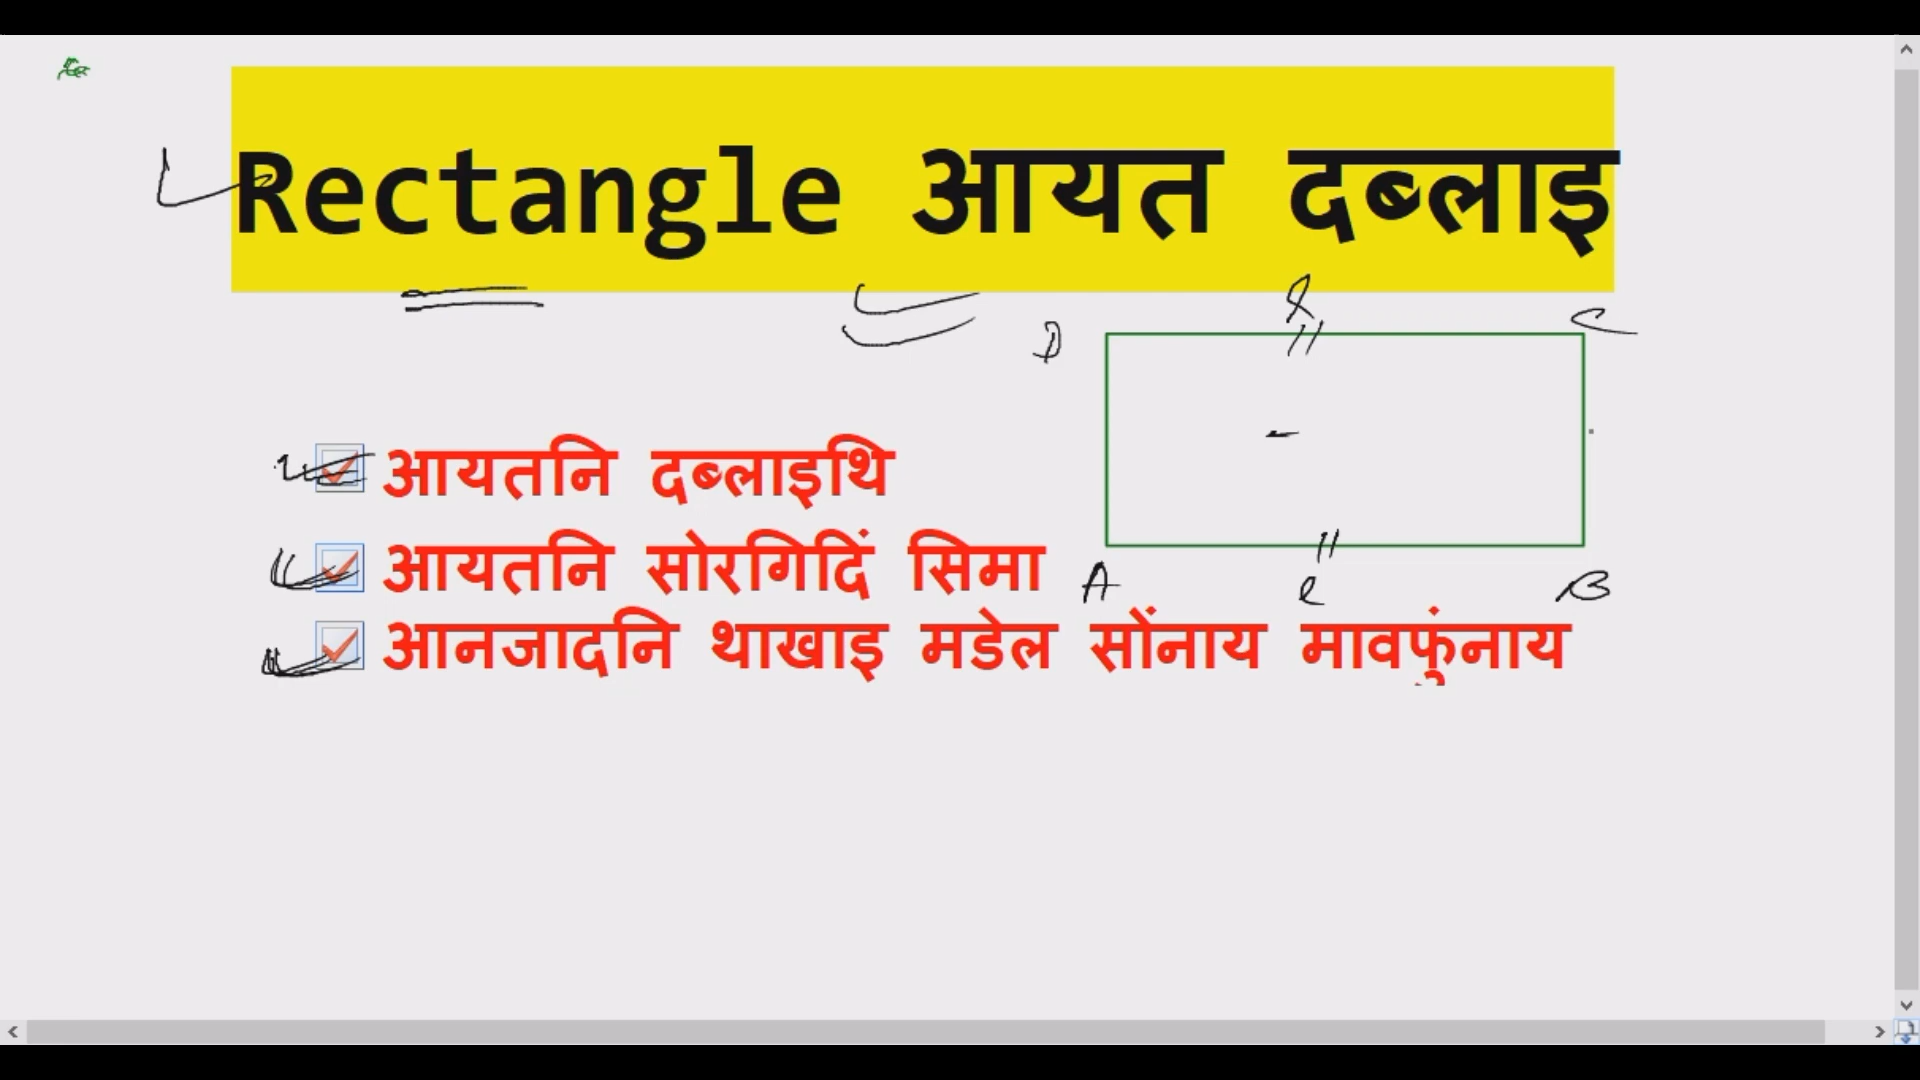 Rectangle आयत दब्लाइ
D
C
आयतनि दब्लाइथि
आयतनि सोरगिदिं सिमा
A
B
आनजादनि थाखाइ मडेल सोंनाय मावफुंनाय